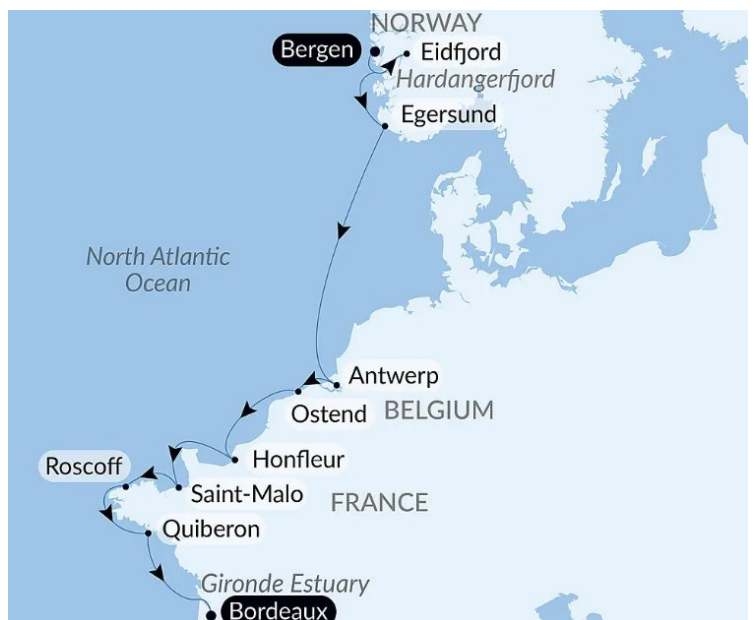 NORWAY
Bergen
Eidfjord
Hardangerfjord
Egersund
North Atlantic
Ocean
Antwerp
Ostend
BELGIUM
Honfleur
Roscoff
Saint-Malo
FRANCE
Quiberon
Gironde Estuary
Bordeaux